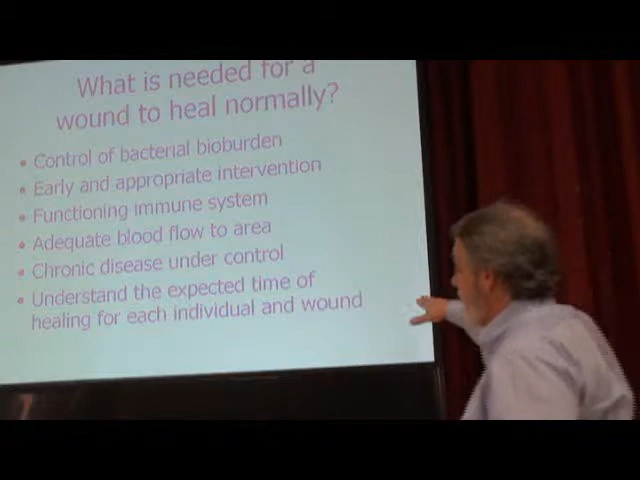 What is needed for a
wound to heal normally?
• Control of bacterial bioburden
• Early and appropriate intervention
• Functioning immune system
• Adequate blood flow to area
• Chronic disease under control
• Understand the expected time of
healing for each individual and wound